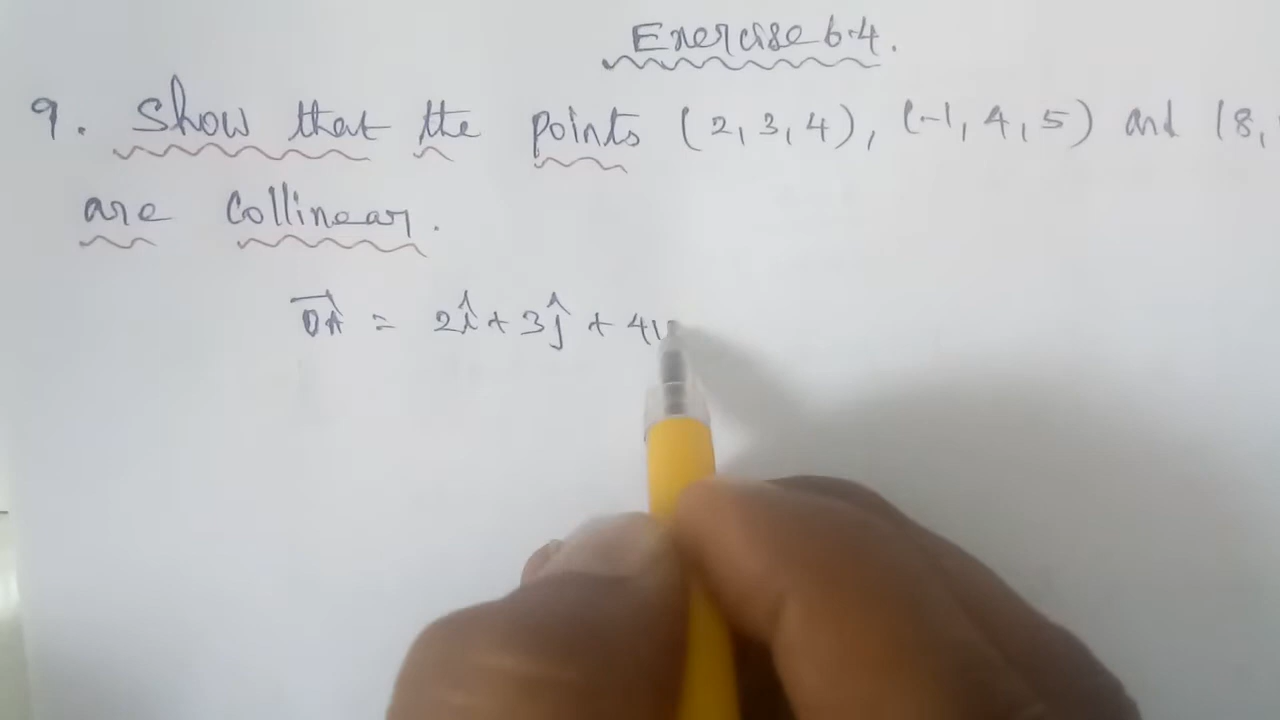 Exercise 6.4.
9. Show that the points (2, 3, 4), (-1, 4, 5) and (8,
are collinear.
OA = 2î + 3ĵ + 4